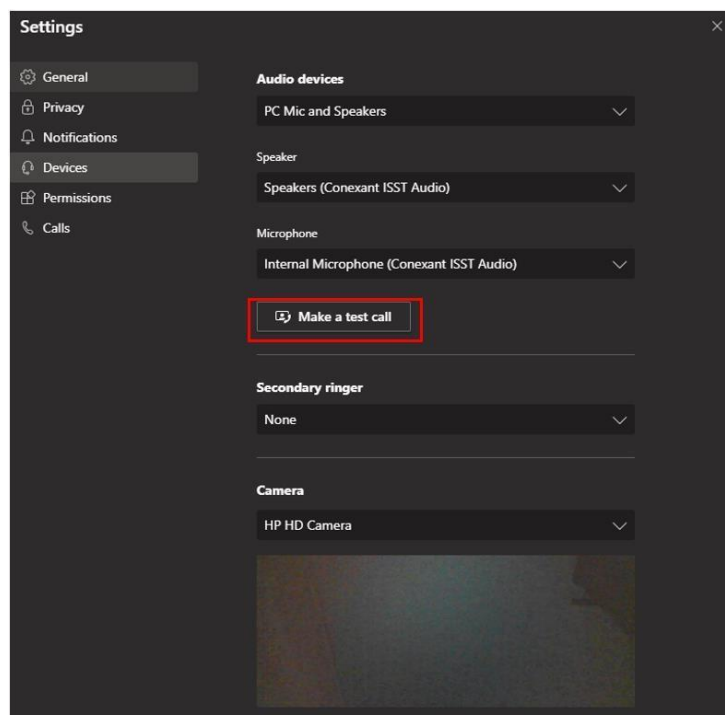 Settings
General
Privacy
Notifications
Devices
Permissions
Calls
Audio devices
PC Mic and Speakers
Speaker
Speakers (Conexant ISST Audio)
Microphone
Internal Microphone (Conexant ISST Audio)
Make a test call
Secondary ringer
None
Camera
HP HD Camera